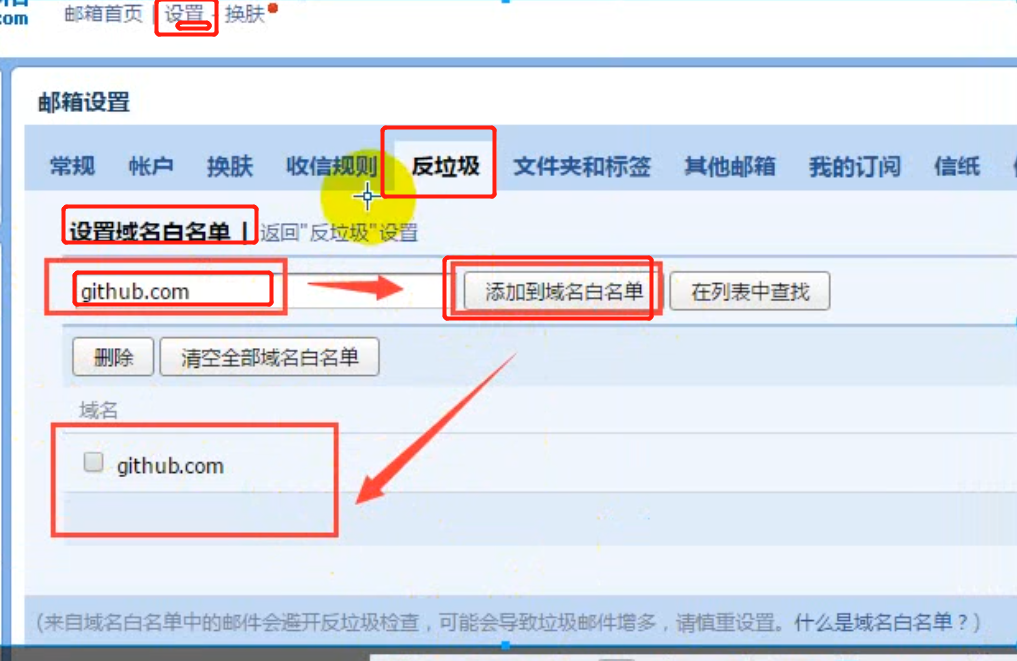 .com 邮箱首页 | 设置 - 换肤
邮箱设置
常规 帐户 换肤 收信规则 反垃圾 文件夹和标签 其他邮箱 我的订阅 信纸
设置域名白名单 | 返回"反垃圾"设置
github.com 添加到域名白名单 在列表中查找
删除 清空全部域名白名单
域名
github.com
(来自域名白名单中的邮件会避开反垃圾检查，可能会导致垃圾邮件增多，请慎重设置。什么是域名白名单？)